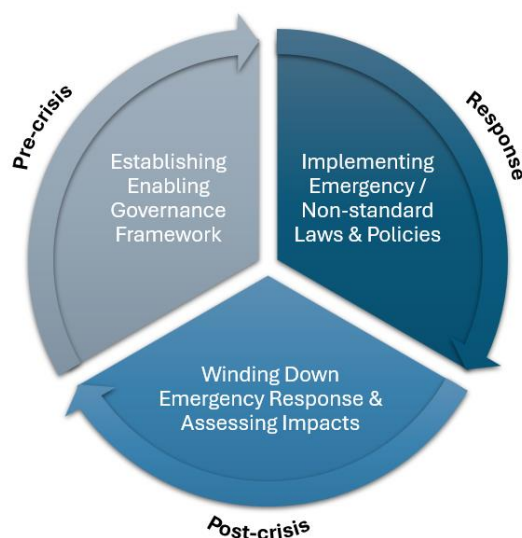 Pre-crisis
Establishing
Enabling
Governance
Framework
Response
Implementing
Emergency /
Non-standard
Laws & Policies
Winding Down
Emergency Response &
Assessing Impacts
Post-crisis